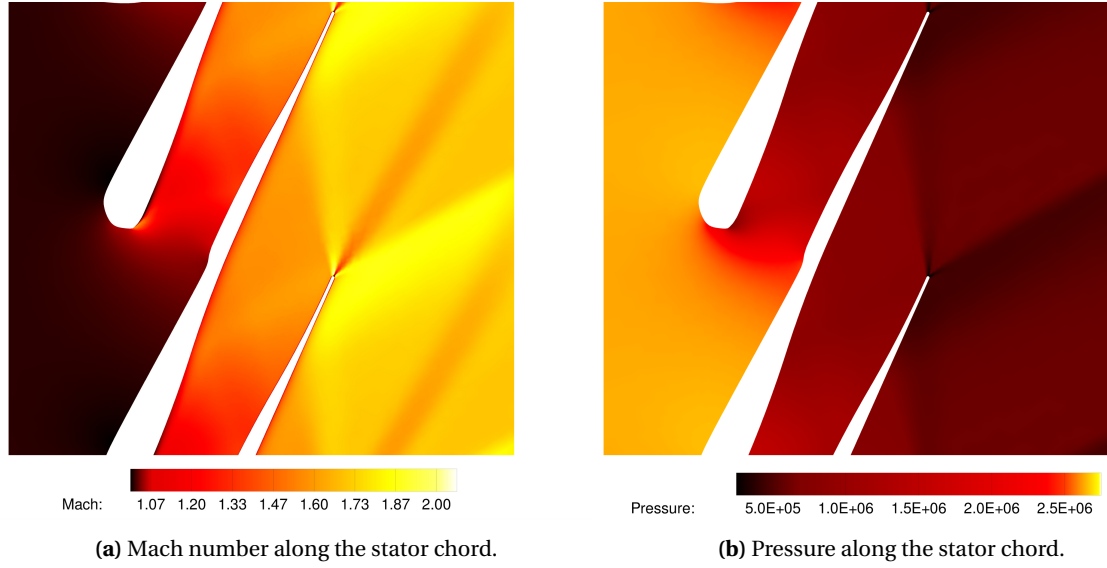 Mach: 1.07 1.20 1.33 1.47 1.60 1.73 1.87 2.00
Pressure: 5.0E+05 1.0E+06 1.5E+06 2.0E+06 2.5E+06
(a) Mach number along the stator chord.
(b) Pressure along the stator chord.